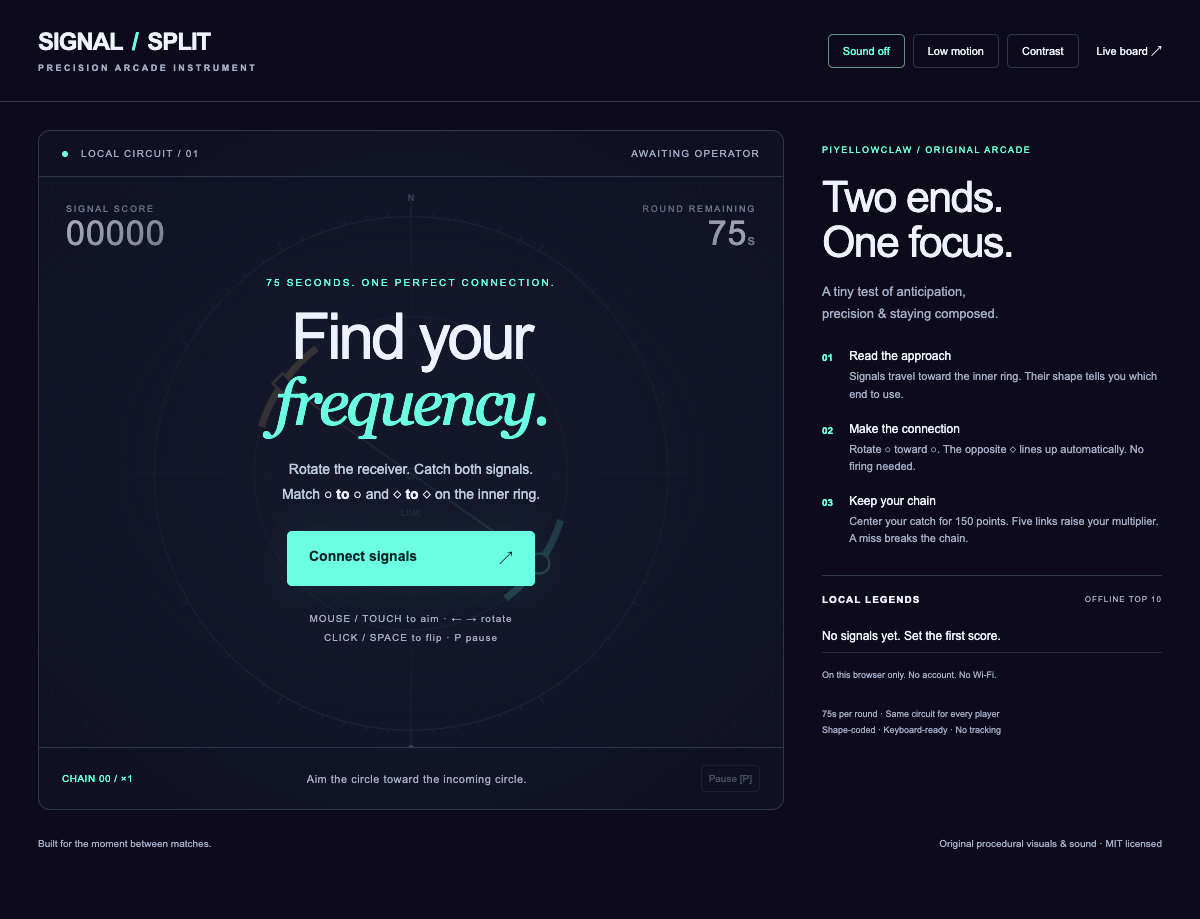 SIGNAL / SPLIT
PRECISION ARCADE INSTRUMENT
Sound off
Low motion
Contrast
Live board ↗
LOCAL CIRCUIT / 01
AWAITING OPERATOR
SIGNAL SCORE
00000
ROUND REMAINING
75s
N
75 SECONDS. ONE PERFECT CONNECTION.
Find your
frequency.
Rotate the receiver. Catch both signals.
Match ○ to ○ and ◇ to ◇ on the inner ring.
LINK
Connect signals ↗
MOUSE / TOUCH to aim · ← → rotate
CLICK / SPACE to flip · P pause
CHAIN 00 / ×1
Aim the circle toward the incoming circle.
Pause [P]
PIYELLOWCLAW / ORIGINAL ARCADE
Two ends.
One focus.
A tiny test of anticipation,
precision & staying composed.
01 Read the approach
Signals travel toward the inner ring. Their shape tells you which
end to use.
02 Make the connection
Rotate ○ toward ○. The opposite ◇ lines up automatically. No
firing needed.
03 Keep your chain
Center your catch for 150 points. Five links raise your multiplier.
A miss breaks the chain.
LOCAL LEGENDS
OFFLINE TOP 10
No signals yet. Set the first score.
On this browser only. No account. No Wi-Fi.
75s per round · Same circuit for every player
Shape-coded · Keyboard-ready · No tracking
Built for the moment between matches.
Original procedural visuals & sound · MIT licensed